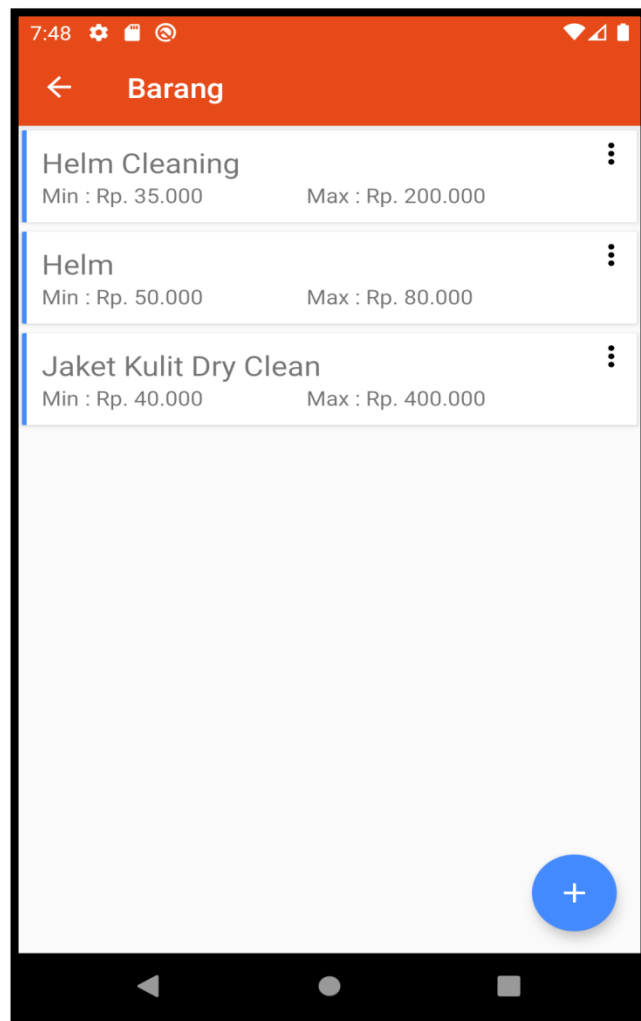 7:48
Barang
Helm Cleaning
Min : Rp. 35.000 Max : Rp. 200.000
Helm
Min : Rp. 50.000 Max : Rp. 80.000
Jaket Kulit Dry Clean
Min : Rp. 40.000 Max : Rp. 400.000